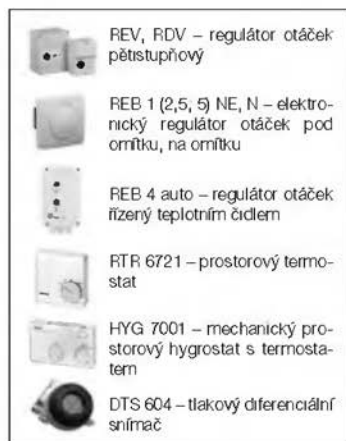 REV, RDV – regulátor otáček
pětistupňový
REB 1 (2,5, 5) NE, N – elektro-
nický regulátor otáček pod
omítku, na omítku
REB 4 auto – regulátor otáček
řízený teplotním čidlem
RTR 6721 – prostorový termo-
stat
HYG 7001 – mechanický pro-
storový hygrostat s termosta-
tem
DTS 604 – tlakový diferenciální
snímač